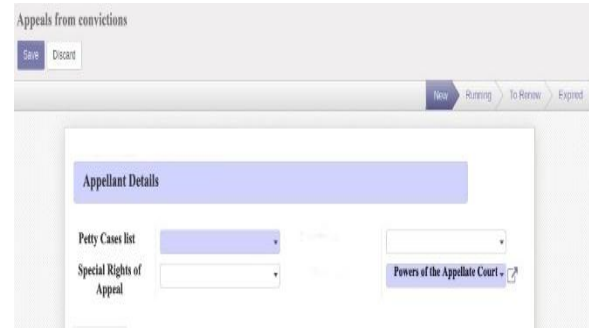 Appeals from convictions
Save Discard
New Running To Renew Expired
Appellant Details
Petty Cases list
Special Rights of Appeal
Powers of the Appellate Court